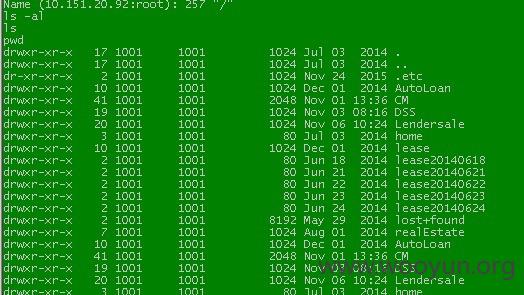 Name (10.151.20.92:root): 257 "/"
ls -al
ls
pwd
drwxr-xr-x 17 1001 1001 1024 Jul 03 2014 .
drwxr-xr-x 17 1001 1001 1024 Jul 03 2014 ..
dr-xr-xr-x 2 1001 1001 1024 Nov 24 2015 .etc
drwxr-xr-x 10 1001 1001 1024 Dec 01 2014 AutoLoan
drwxr-xr-x 41 1001 1001 2048 Nov 01 13:36 CM
drwxr-xr-x 19 1001 1001 1024 Nov 03 08:16 DSS
drwxr-xr-x 20 1001 1001 1024 Nov 06 10:24 Lendersale
drwxr-xr-x 3 1001 1001 80 Jul 03 2014 home
drwxr-xr-x 10 1001 1001 1024 Dec 01 2014 lease
drwxr-xr-x 2 1001 1001 80 Jun 18 2014 lease20140618
drwxr-xr-x 2 1001 1001 80 Jun 21 2014 lease20140621
drwxr-xr-x 2 1001 1001 80 Jun 22 2014 lease20140622
drwxr-xr-x 2 1001 1001 80 Jun 23 2014 lease20140623
drwxr-xr-x 2 1001 1001 80 Jun 24 2014 lease20140624
drwxr-xr-x 2 1001 1001 8192 May 29 2014 lost+found
drwxr-xr-x 7 1001 1001 1024 Aug 01 2014 realEstate
drwxr-xr-x 10 1001 1001 1024 Dec 01 2014 AutoLoan
drwxr-xr-x 41 1001 1001 2048 Nov 01 13:36 CM
drwxr-xr-x 19 1001 1001 1024 Nov 03 08:16 DSS
www.wooyun.org
drwxr-xr-x 20 1001 1001 1024 Nov 06 10:24 Lendersale
drwxr-xr-x 3 1001 1001 80 Jul 03 2014 home